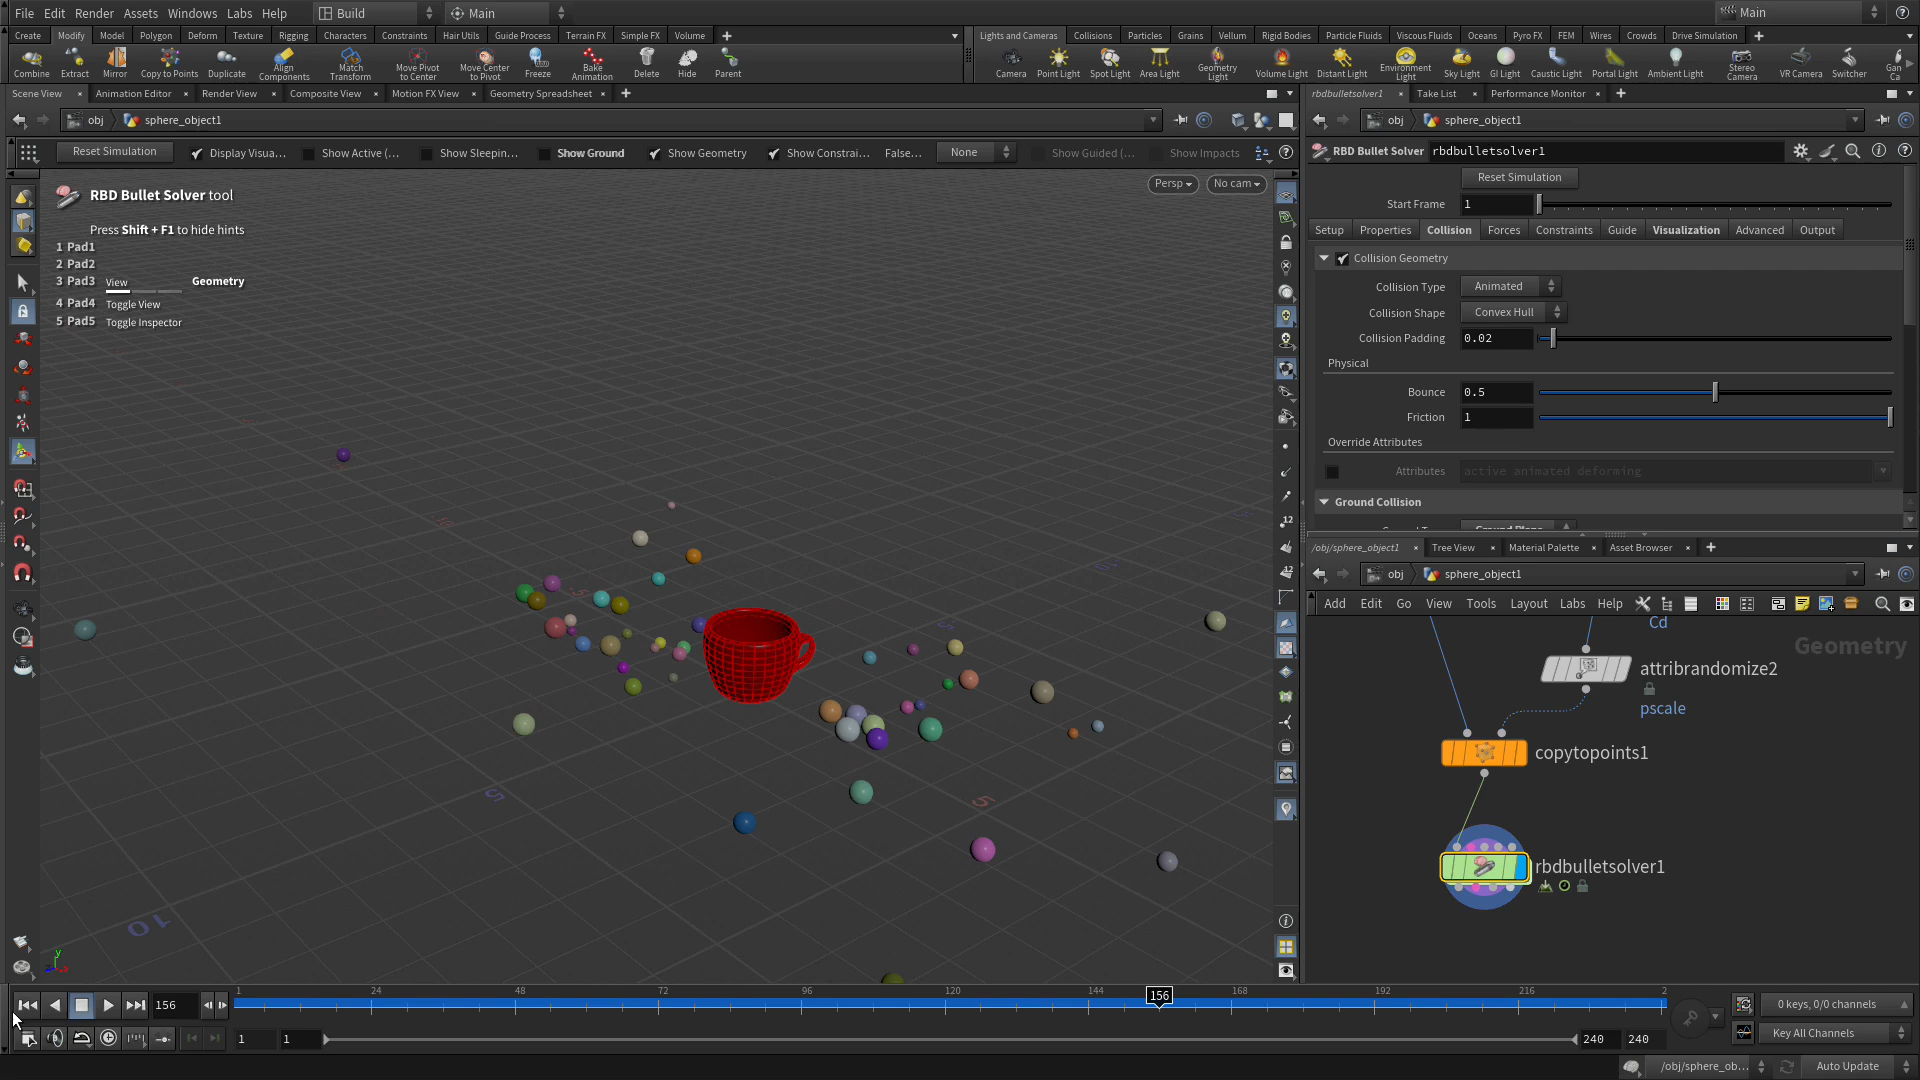 File Edit Render Assets Windows Labs Help Build Main Main
Create Modify Model Polygon Deform Texture Rigging Characters Constraints Hair Utils Guide Process Terrain FX Simple FX Volume
Lights and Cameras Collisions Particles Grains Vellum Rigid Bodies Particle Fluids Viscous Fluids Oceans Pyro FX FEM Wires Crowds Drive Simulation
Combine Extract Mirror Copy to Points Duplicate Align Components Match Transform Move Pivot to Center Move Center to Pivot Freeze Bake Animation Delete Hide Parent
Camera Point Light Spot Light Area Light Geometry Light Volume Light Distant Light Environment Light Sky Light GI Light Caustic Light Portal Light Ambient Light Stereo Camera VR Camera Switcher Gan Ca
Scene View Animation Editor Render View Composite View Motion FX View Geometry Spreadsheet
rbdbulletsolver1 Take List Performance Monitor
obj sphere_object1
obj sphere_object1
Reset Simulation Display Visua... Show Active (... Show Sleepin... Show Ground Show Geometry Show Constrai... False... None Show Guided (... Show Impacts
RBD Bullet Solver rbdbulletsolver1
RBD Bullet Solver tool
Persp No cam
Press Shift + F1 to hide hints
1 Pad1
2 Pad2
3 Pad3 View Geometry
4 Pad4 Toggle View
5 Pad5 Toggle Inspector
Reset Simulation
Start Frame 1
Setup Properties Collision Forces Constraints Guide Visualization Advanced Output
Collision Geometry
Collision Type Animated
Collision Shape Convex Hull
Collision Padding 0.02
Physical
Bounce 0.5
Friction 1
Override Attributes
Attributes active animated deforming
Ground Collision
/obj/sphere_object1 Tree View Material Palette Asset Browser
obj sphere_object1
Add Edit Go View Tools Layout Labs Help
Cd
Geometry
attribrandomize2
pscale
copytopoints1
rbdbulletsolver1
12
12
5
5
5
10
156
1 24 48 72 96 120 144 156 168 192 216 2
0 keys, 0/0 channels
1 1 240 240
Key All Channels
/obj/sphere_ob... Auto Update